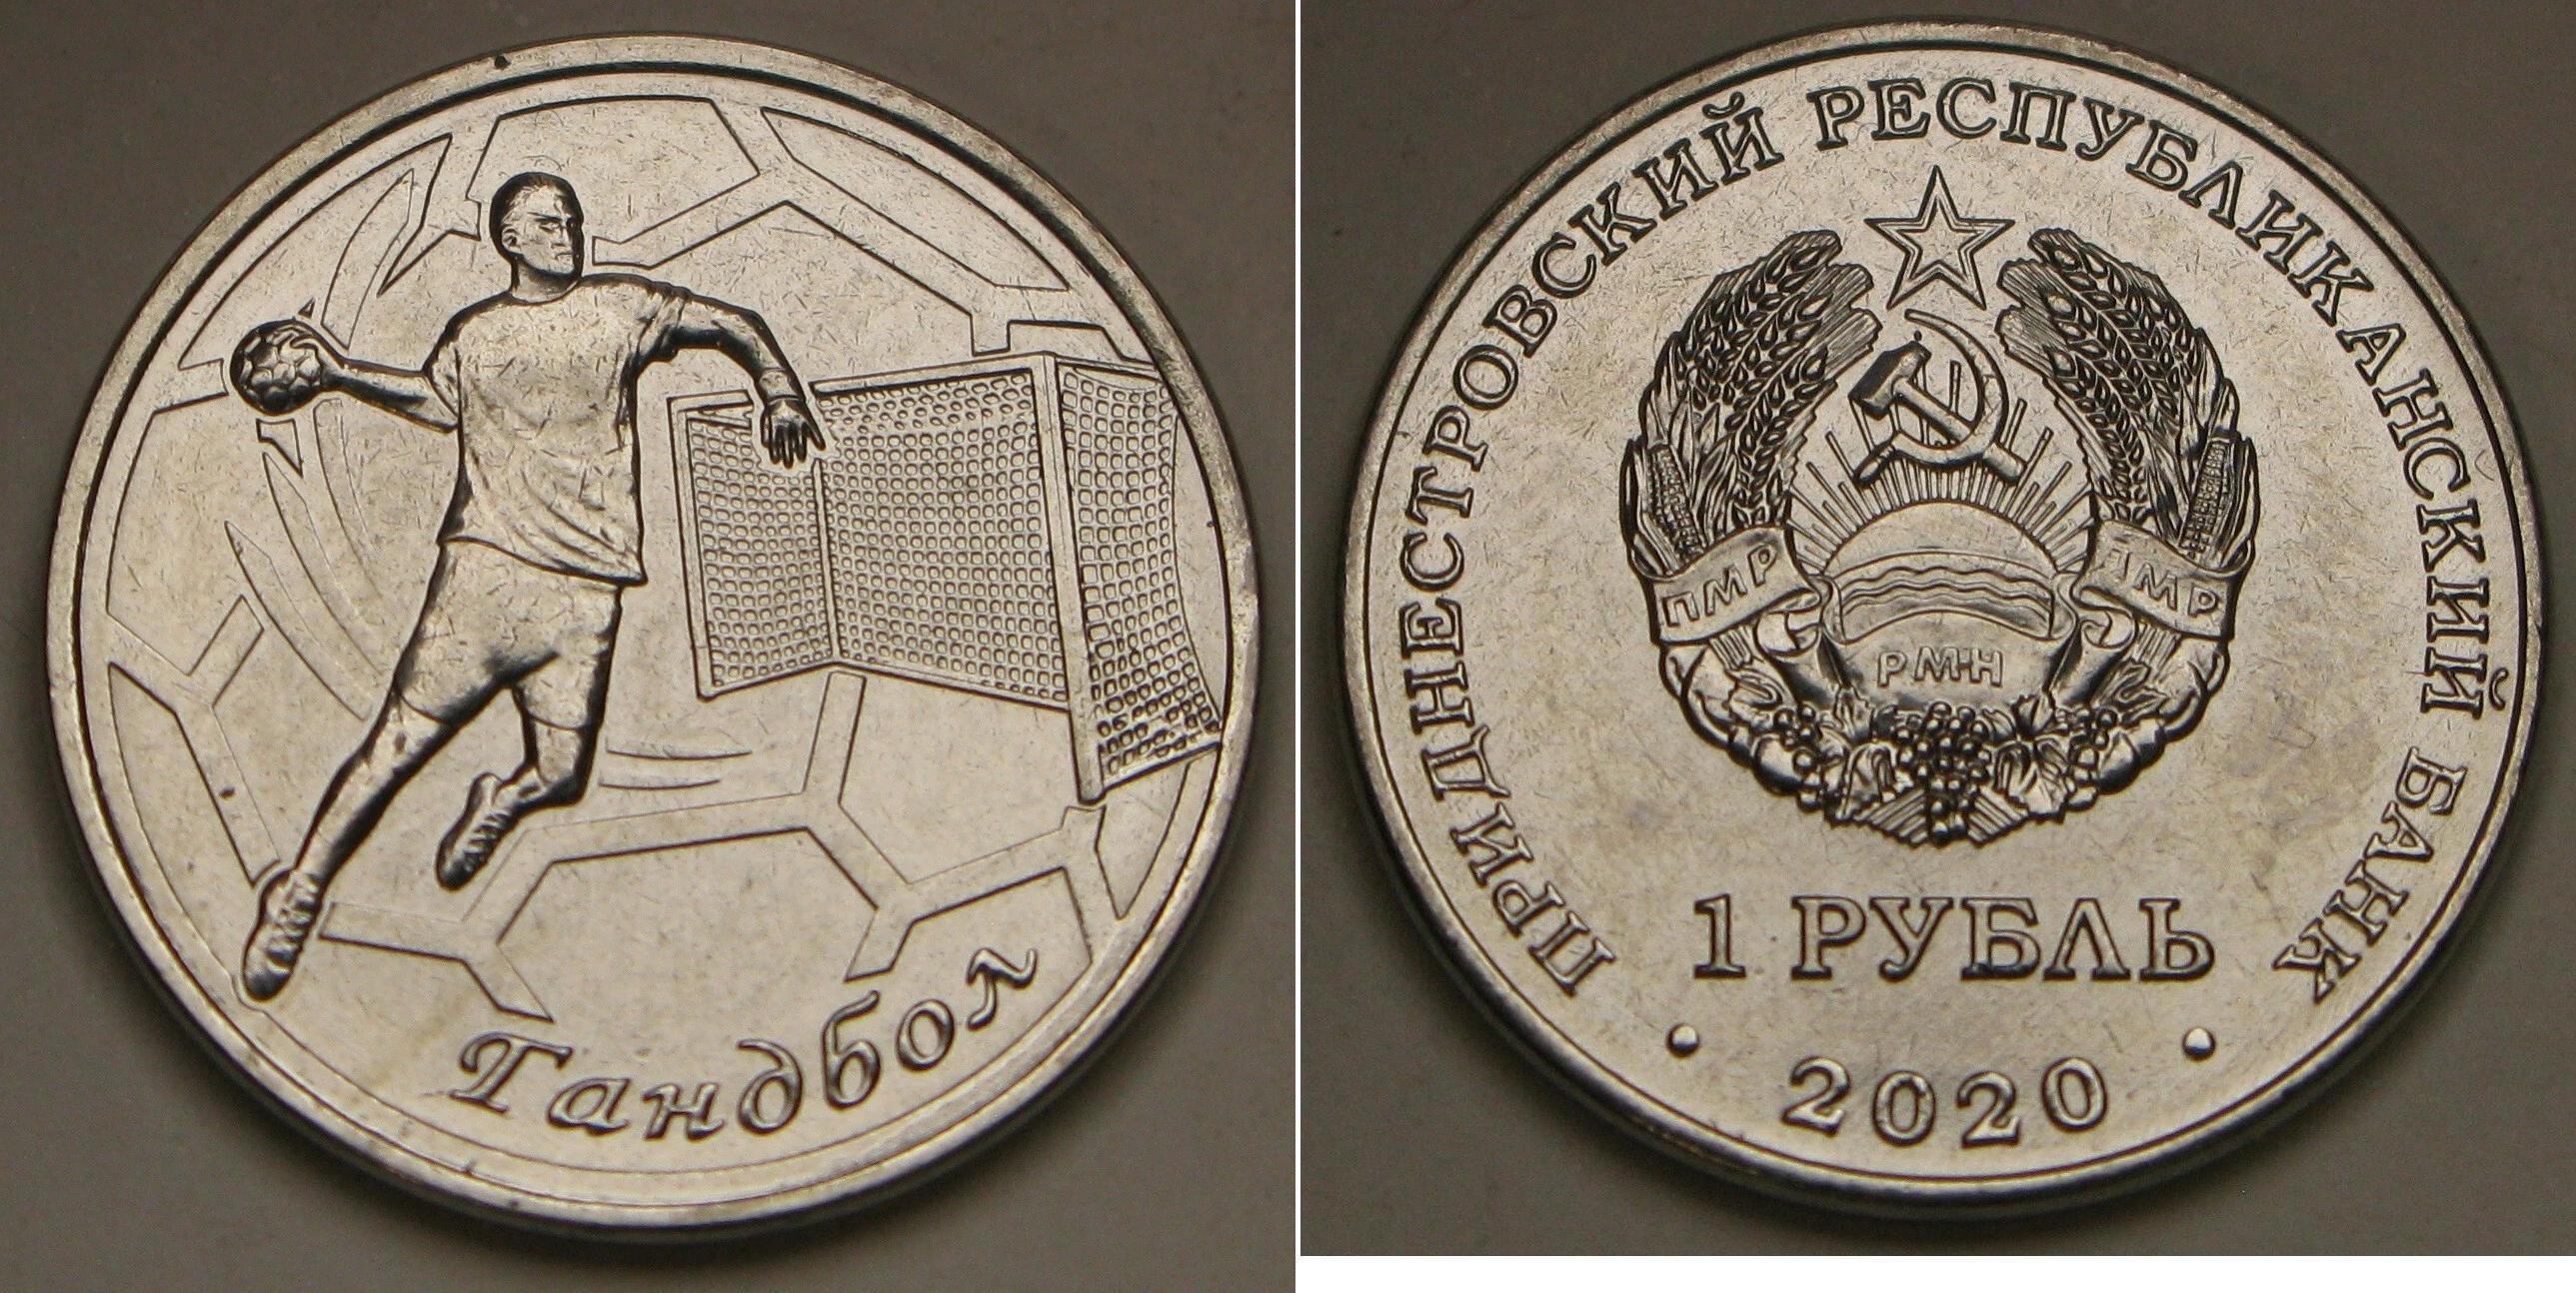 Гандбол
ПРИДНЕСТРОВСКИЙ РЕСПУБЛИКАНСКИЙ БАНК
ПМР
ПМР
РМН
1 РУБЛЬ
2020